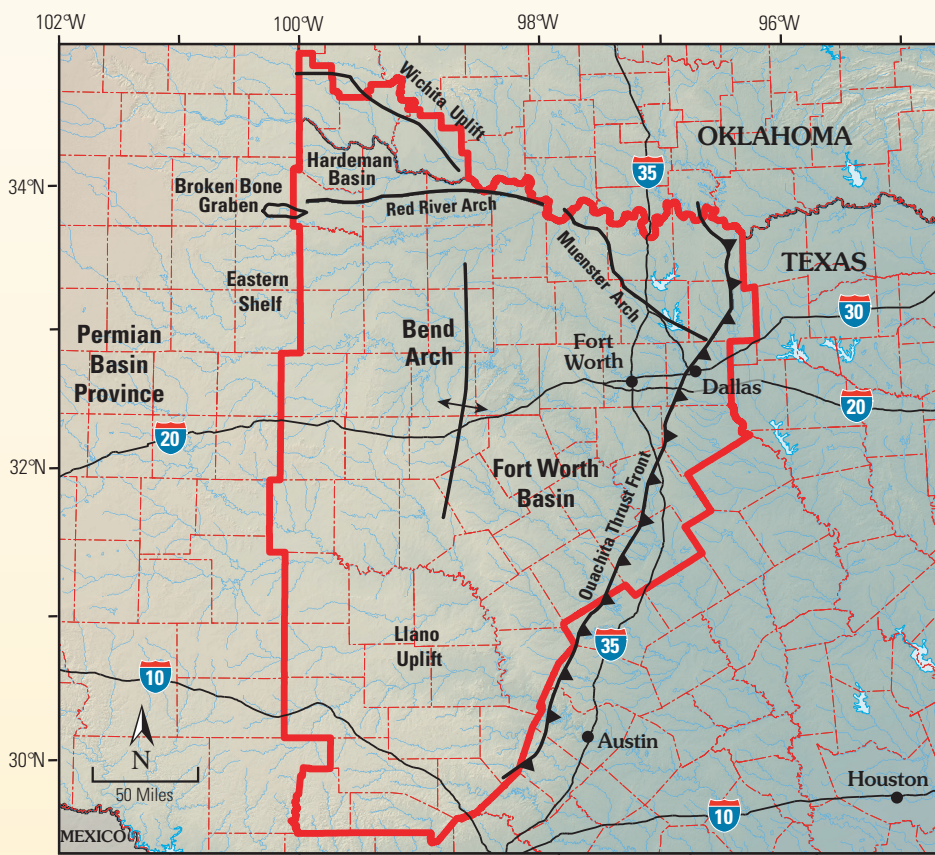 102°W
100°W
98°W
96°W
Wichita Uplift
OKLAHOMA
35
Hardeman
Basin
34°N
Broken Bone
Graben
Red River Arch
TEXAS
Eastern
Shelf
Muenster Arch
30
Permian
Basin
Province
Bend
Arch
Fort
Worth
Dallas
20
20
32°N
Fort Worth
Basin
Ouachita Thrust Front
Llano
Uplift
35
10
N
50 Miles
30°N
Austin
Houston
10
MEXICO